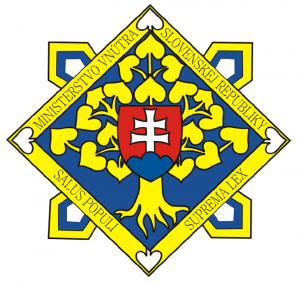 MINISTERSTVO VNÚTRA
SLOVENSKEJ REPUBLIKY
SALUS POPULI
SUPREMA LEX